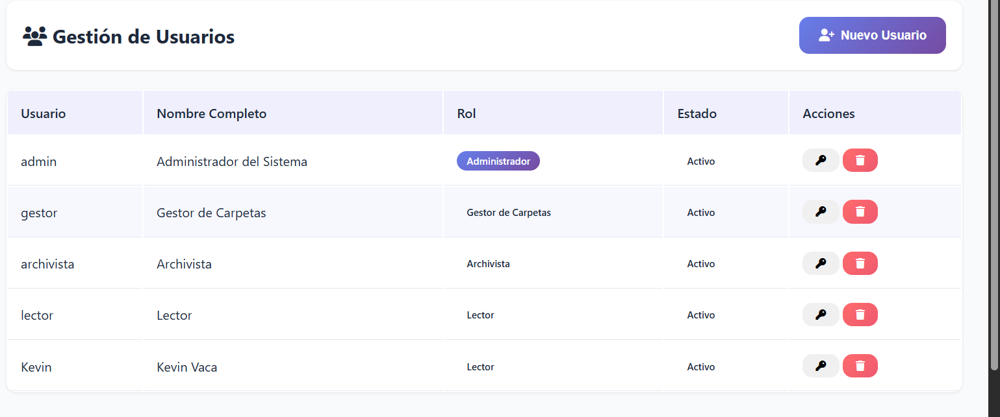 Gestión de Usuarios
Nuevo Usuario
Usuario Nombre Completo Rol Estado Acciones
admin Administrador del Sistema Administrador Activo
gestor Gestor de Carpetas Gestor de Carpetas Activo
archivista Archivista Archivista Activo
lector Lector Lector Activo
Kevin Kevin Vaca Lector Activo